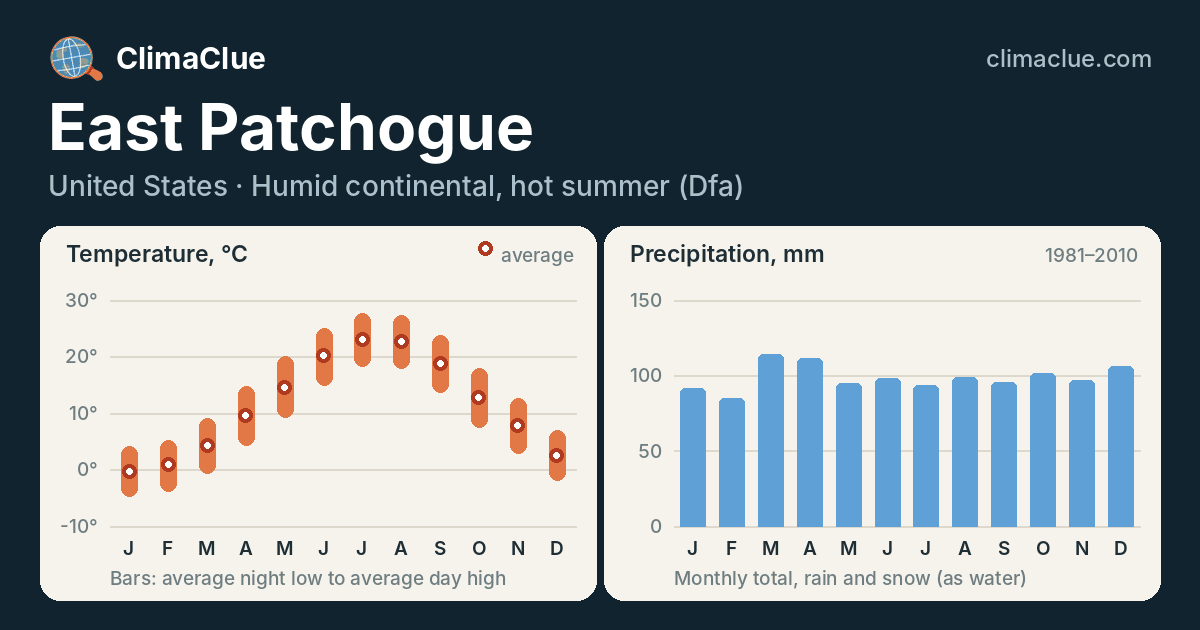 ClimaClue
climaclue.com
East Patchogue
United States · Humid continental, hot summer (Dfa)
Temperature, °C
average
30°
20°
10°
0°
-10°
J F M A M J J A S O N D
Bars: average night low to average day high
Precipitation, mm
1981–2010
150
100
50
0
J F M A M J J A S O N D
Monthly total, rain and snow (as water)